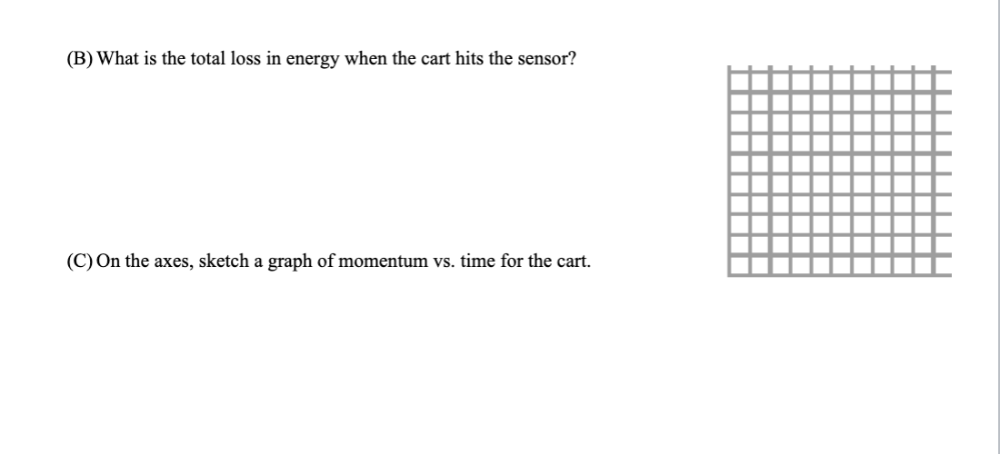 (B) What is the total loss in energy when the cart hits the sensor?
(C) On the axes, sketch a graph of momentum vs. time for the cart.